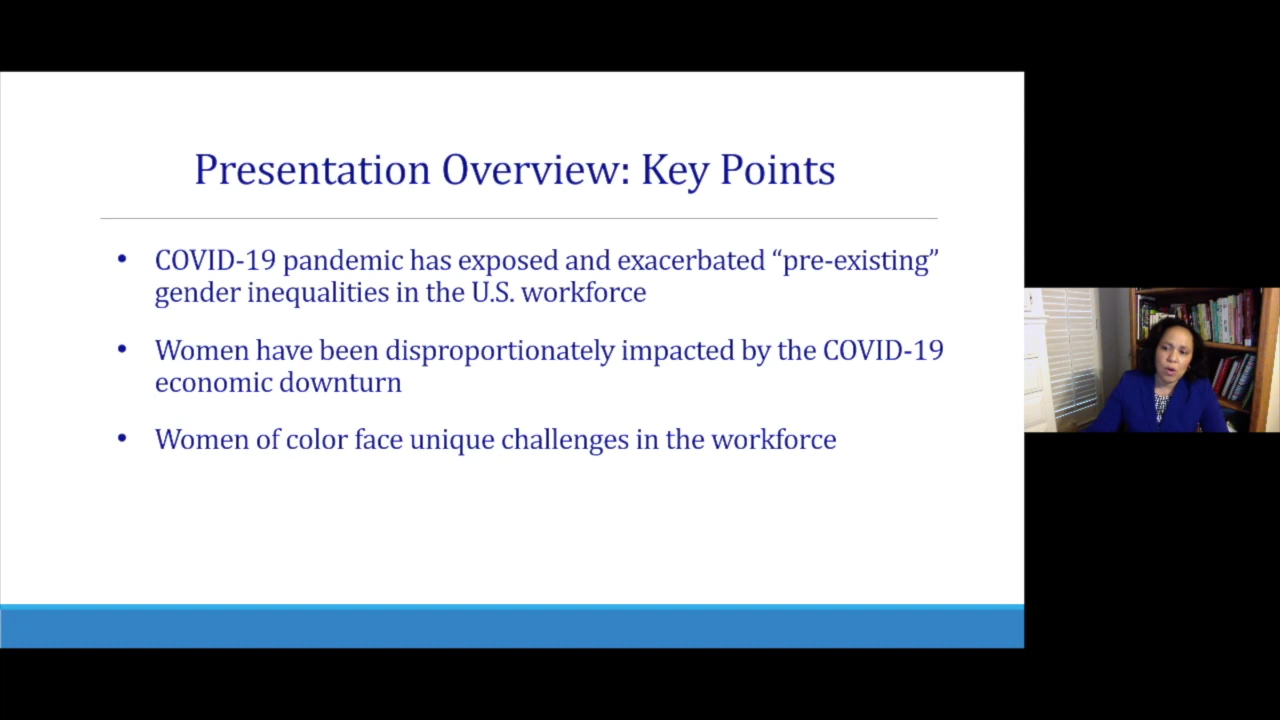 Presentation Overview: Key Points
• COVID-19 pandemic has exposed and exacerbated “pre-existing”
gender inequalities in the U.S. workforce
• Women have been disproportionately impacted by the COVID-19
economic downturn
• Women of color face unique challenges in the workforce